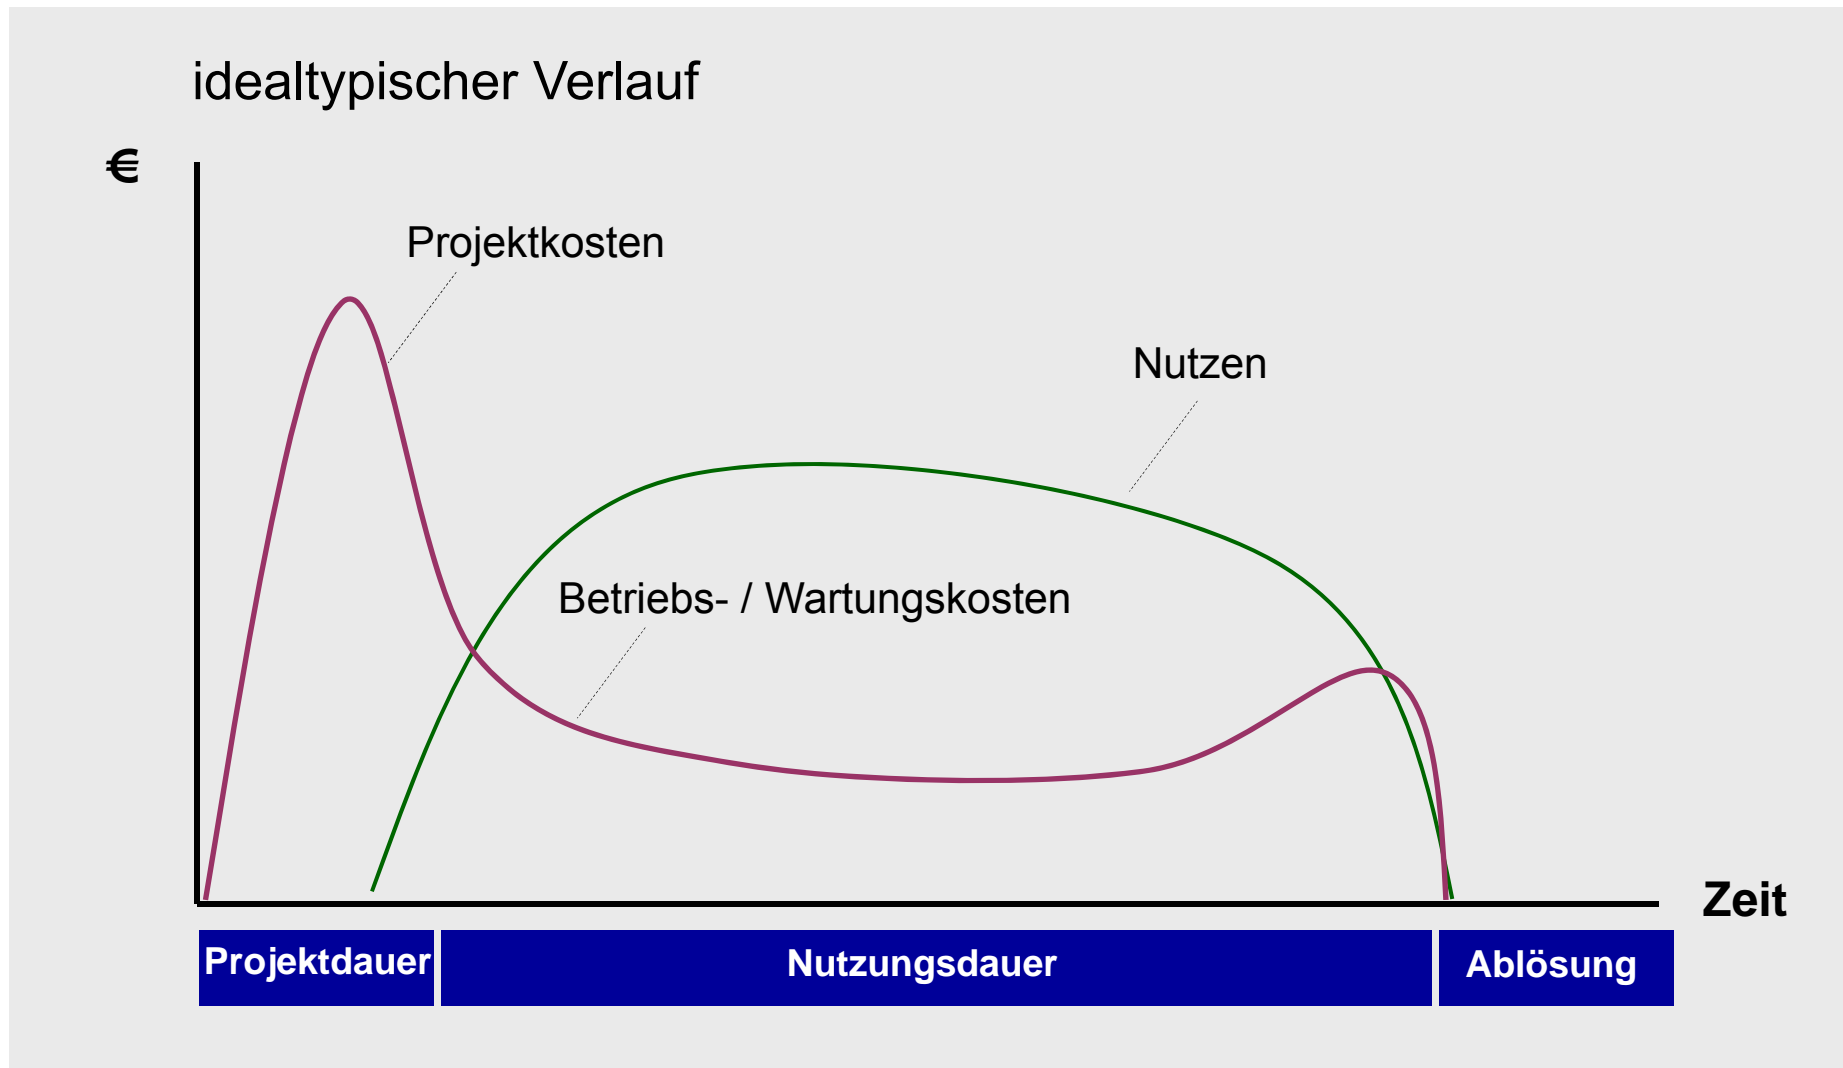 idealtypischer Verlauf
€
Projektkosten
Nutzen
Betriebs- / Wartungskosten
Zeit
Projektdauer
Nutzungsdauer
Ablösung